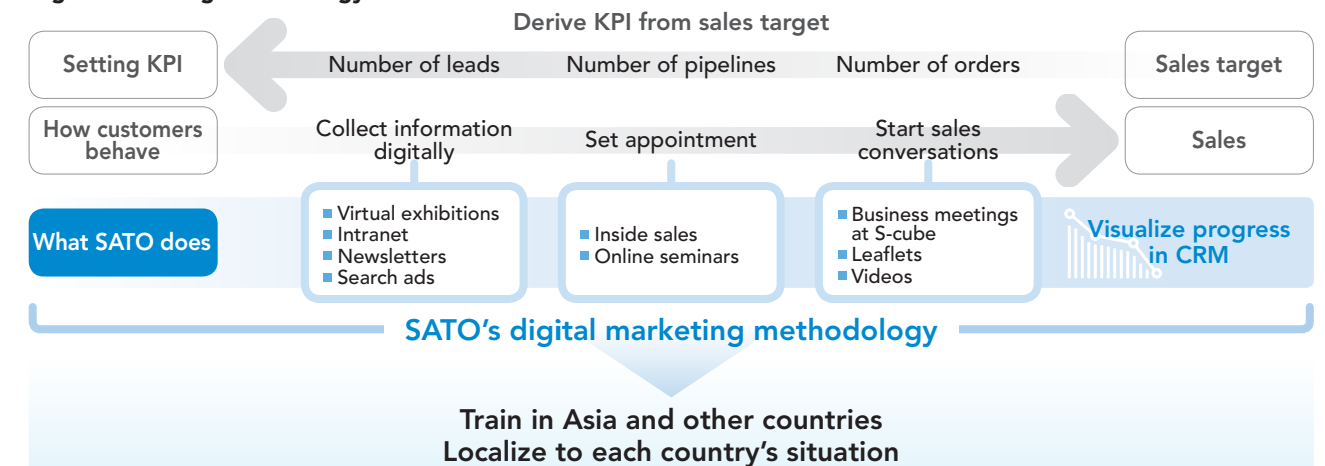 Derive KPI from sales target
Setting KPI
Number of leads
Number of pipelines
Number of orders
Sales target
How customers
behave
Collect information
digitally
Set appointment
Start sales
conversations
Sales
What SATO does
Virtual exhibitions
Intranet
Newsletters
Search ads
Inside sales
Online seminars
Business meetings
at S-cube
Leaflets
Videos
Visualize progress
in CRM
SATO's digital marketing methodology
Train in Asia and other countries
Localize to each country's situation